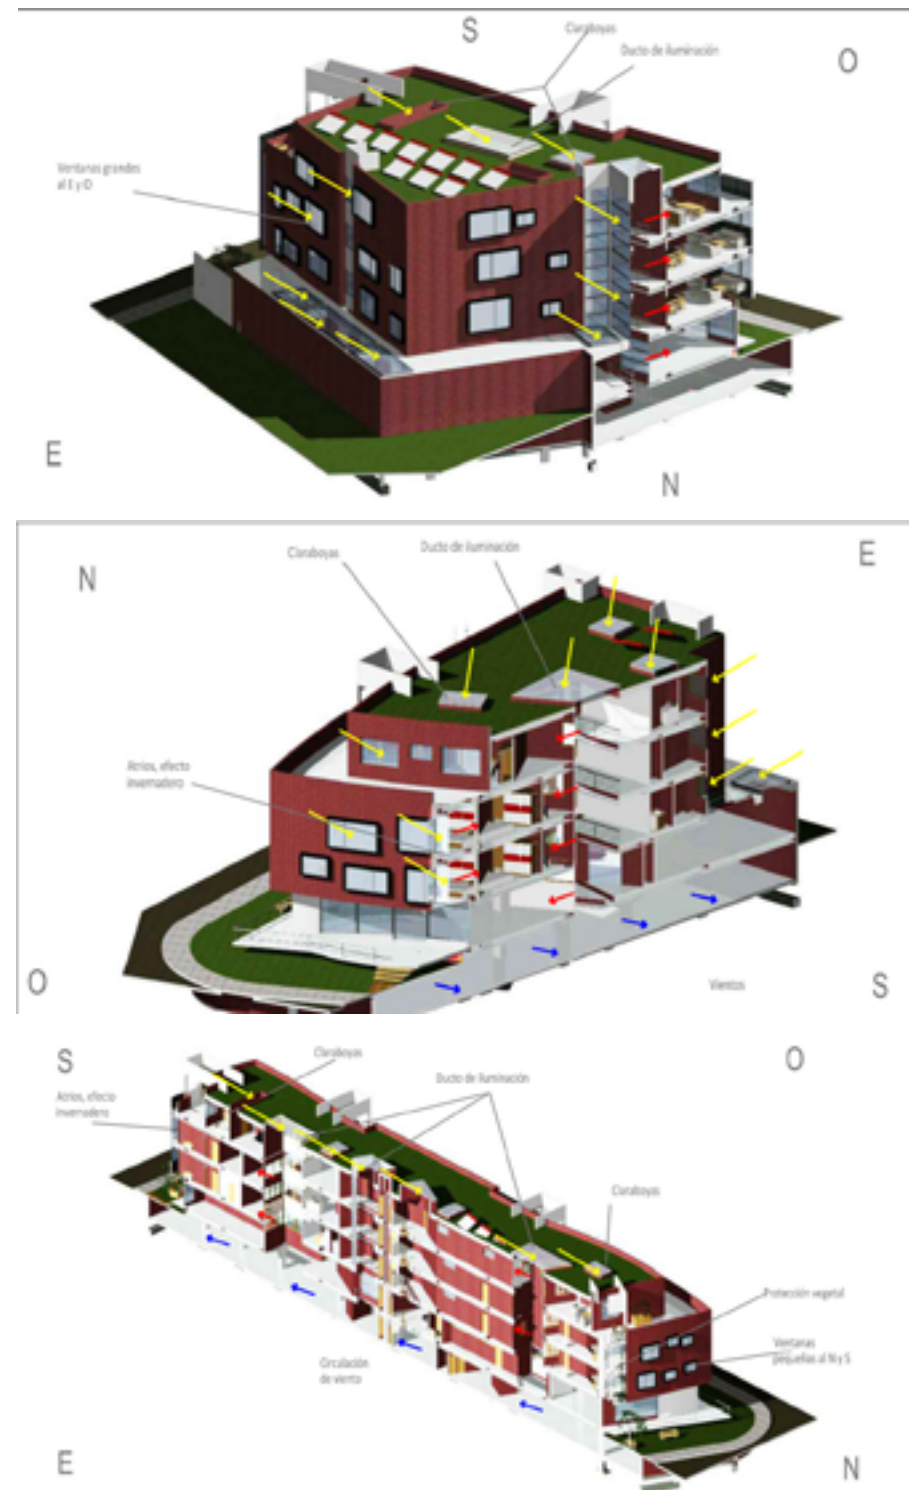 S
Claraboyas
Ducto de iluminación
O
Ventanas grandes
al E y O
E
N
N
Claraboyas
Ducto de iluminación
E
Atrios, efecto
invernadero
O
Vientos
S
S
Claraboyas
O
Ducto de iluminación
Atrios, efecto
invernadero
Claraboyas
Protección vegetal
Ventanas
pequeñas al N y S
Circulación
de viento
E
N